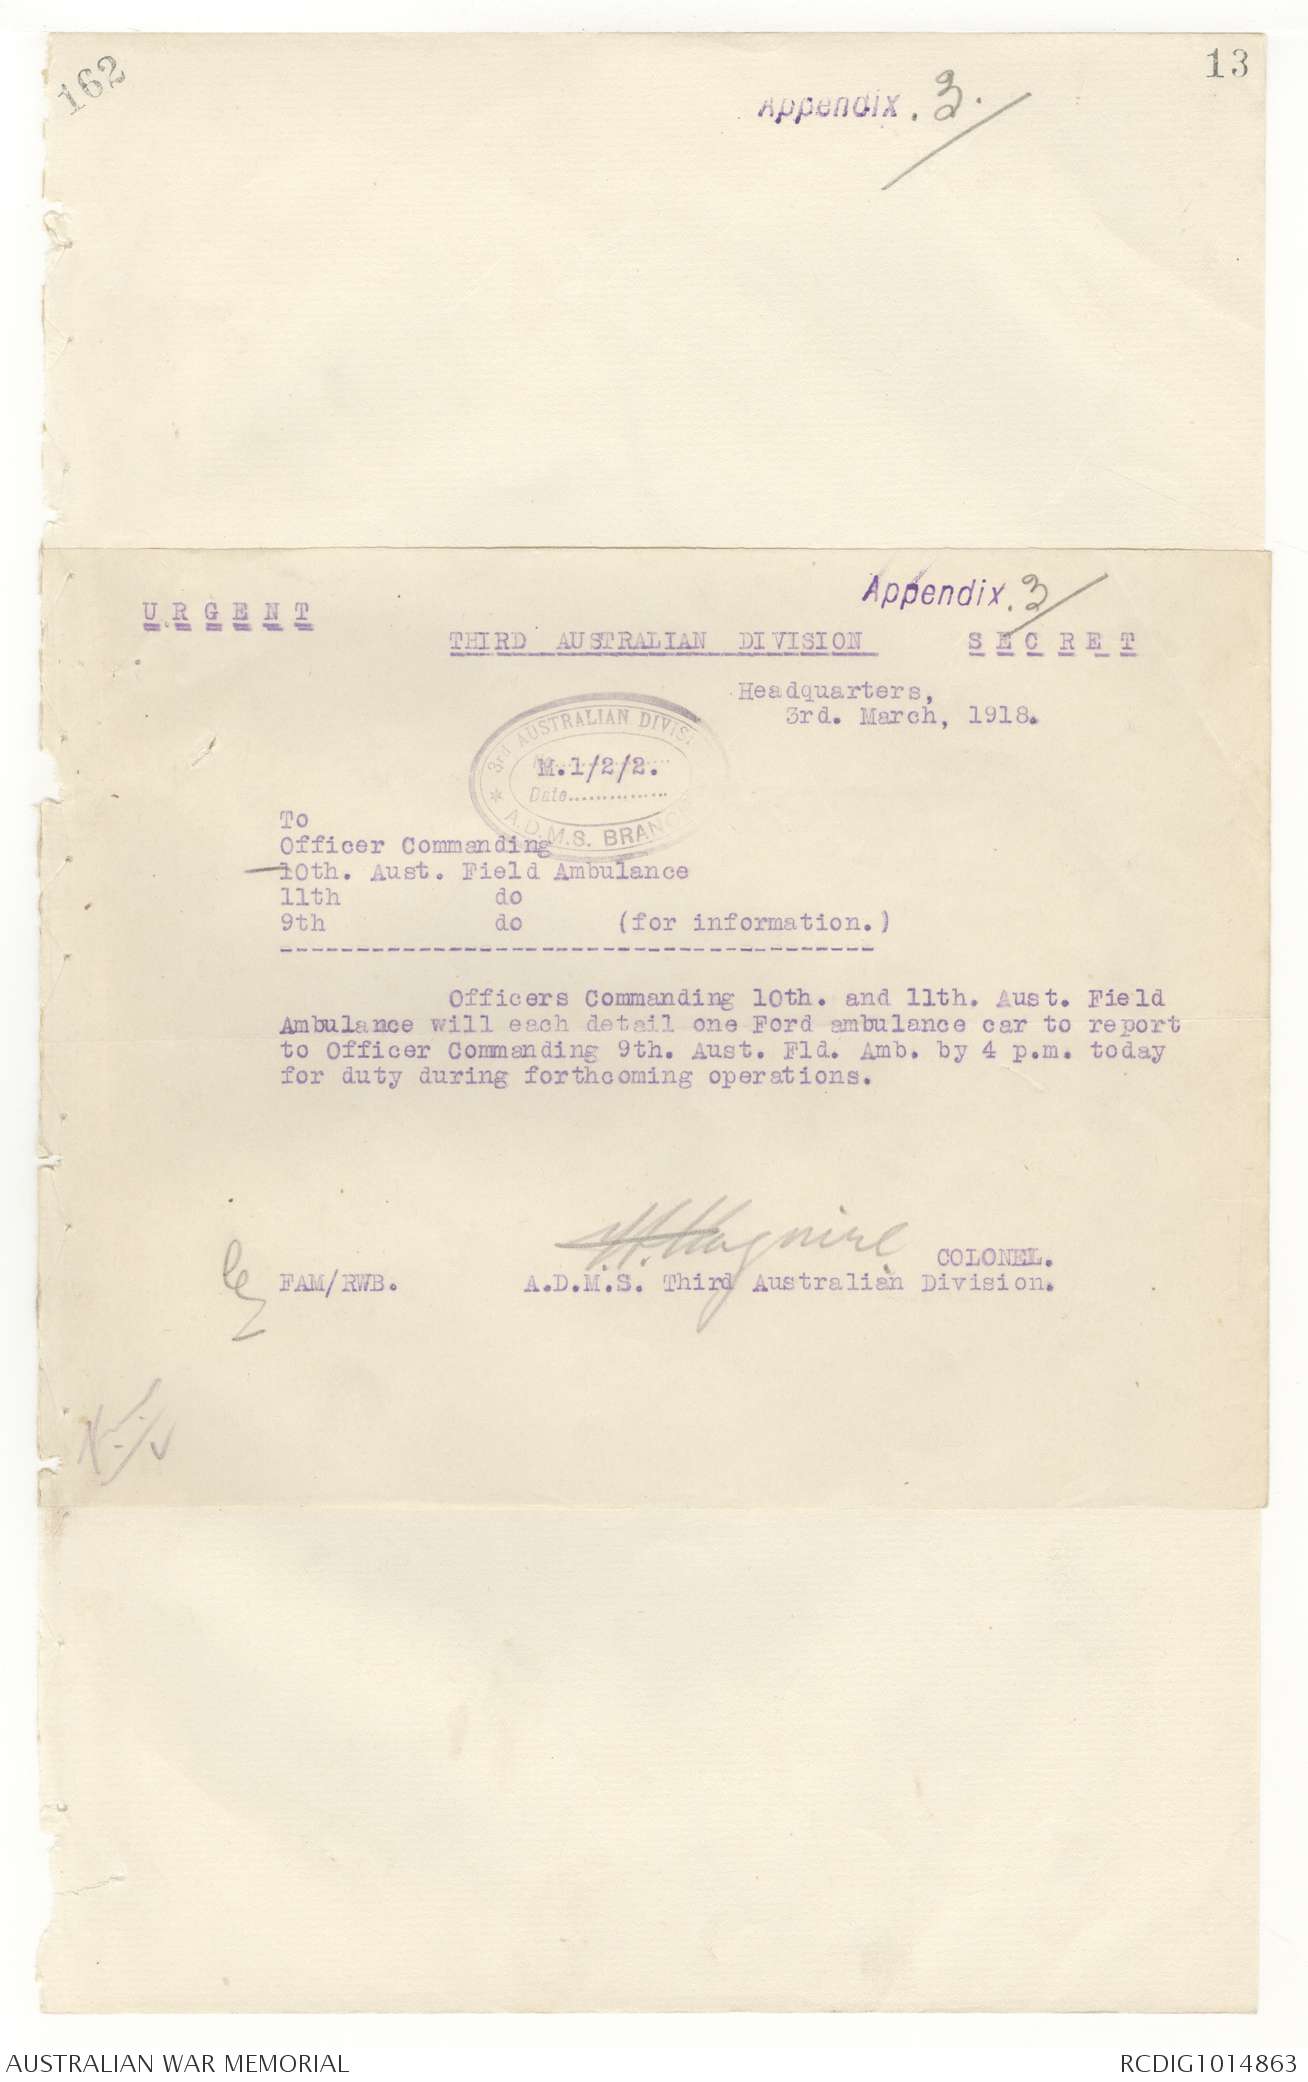 162
13
Appendix. 3.
Appendix. 3
URGENT
THIRD AUSTRALIAN DIVISION SECRET
Headquarters,
3rd. March, 1918.
3rd AUSTRALIAN DIVISI
M.1/2/2.
Date...............
A.D.M.S. BRANC
To
Officer Commanding
10th. Aust. Field Ambulance
11th do
9th do (for information.)
---------------------------------------
Officers Commanding 10th. and 11th. Aust. Field
Ambulance will each detail one Ford ambulance car to report
to Officer Commanding 9th. Aust. Fld. Amb. by 4 p.m. today
for duty during forthcoming operations.
Maguire
COLONEL.
FAM/RWB. A.D.M.S. Third Australian Division.
AUSTRALIAN WAR MEMORIAL
RCDIG1014863